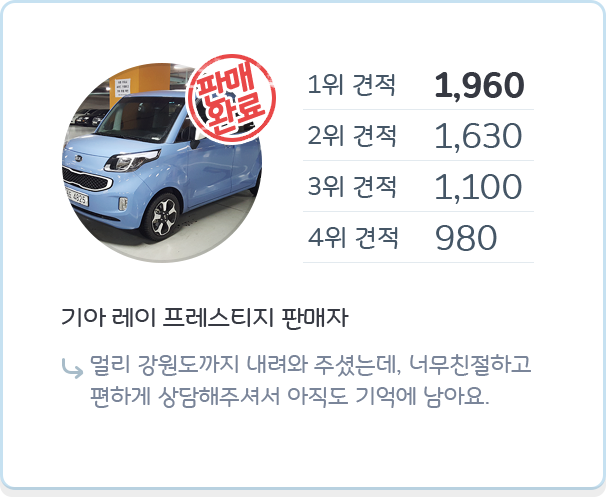 판매
완료
1위 견적 1,960
2위 견적 1,630
3위 견적 1,100
4위 견적 980
기아 레이 프레스티지 판매자
멀리 강원도까지 내려와 주셨는데, 너무친절하고
편하게 상담해주셔서 아직도 기억에 남아요.